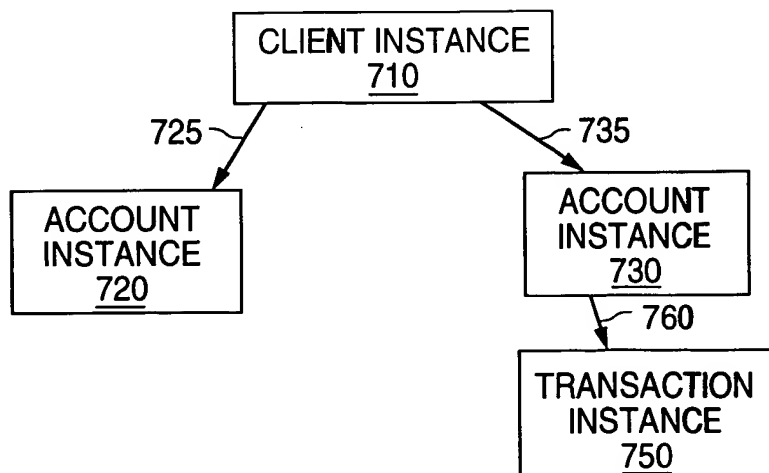 CLIENT INSTANCE
710
725
735
ACCOUNT
INSTANCE
720
ACCOUNT
INSTANCE
730
760
TRANSACTION
INSTANCE
750